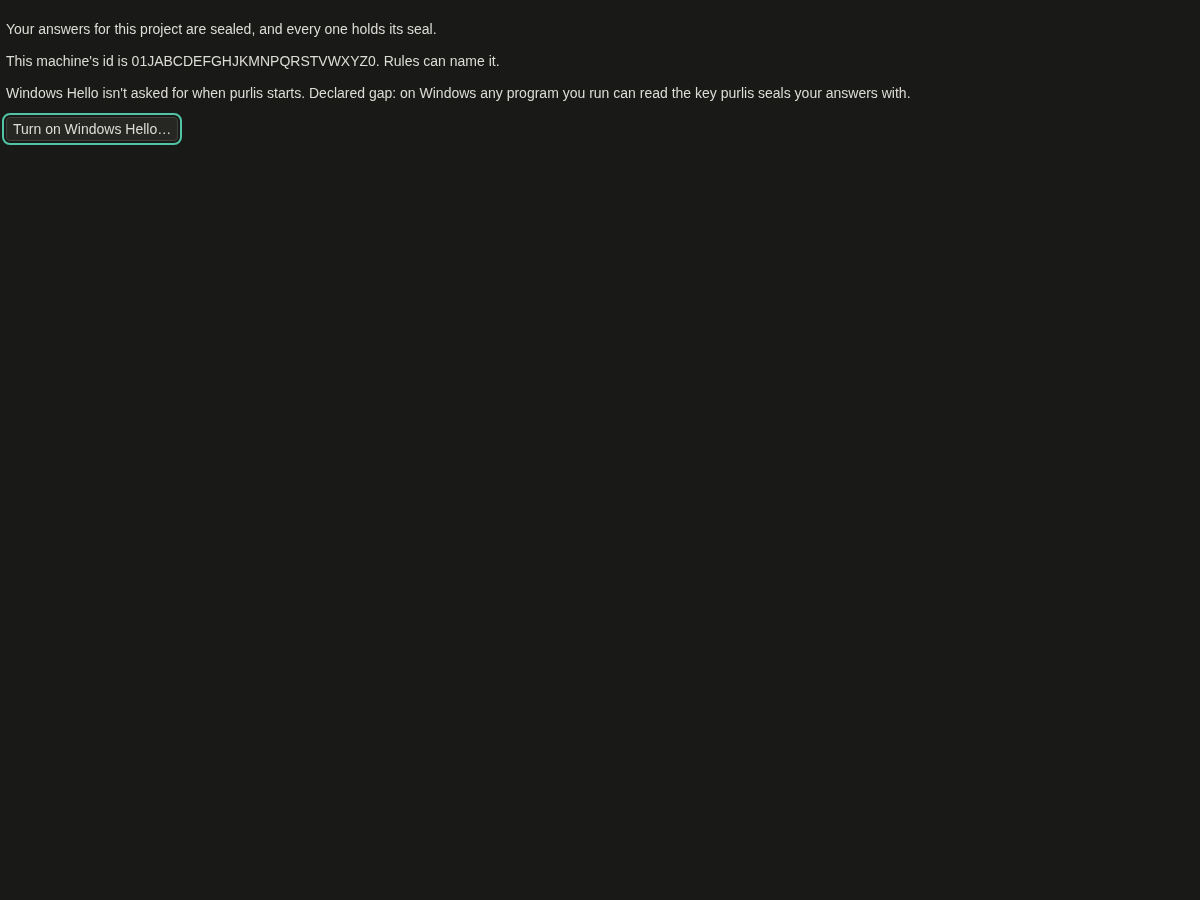 Your answers for this project are sealed, and every one holds its seal.
This machine's id is 01JABCDEFGHJKMNPQRSTVWXYZ0. Rules can name it.
Windows Hello isn't asked for when purlis starts. Declared gap: on Windows any program you run can read the key purlis seals your answers with.
Turn on Windows Hello…